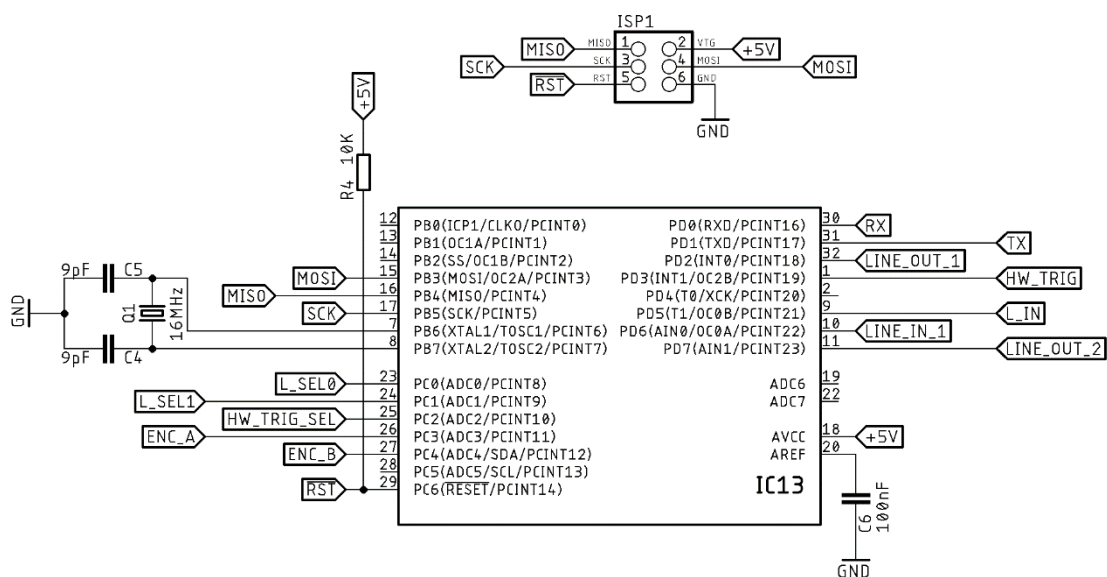 ISP1
MISO MISO 1 2 VTG +5V
SCK SCK 3 4 MOSI MOSI
RST RST 5 6 GND
GND
+5V
R4 10K
12 PB0(ICP1/CLKO/PCINT0) PD0(RXD/PCINT16) 30 RX
13 PB1(OC1A/PCINT1) PD1(TXD/PCINT17) 31 TX
14 PB2(SS/OC1B/PCINT2) PD2(INT0/PCINT18) 32 LINE_OUT_1
MOSI 15 PB3(MOSI/OC2A/PCINT3) PD3(INT1/OC2B/PCINT19) 1 HW_TRIG
MISO 16 PB4(MISO/PCINT4) PD4(T0/XCK/PCINT20) 2
SCK 17 PB5(SCK/PCINT5) PD5(T1/OC0B/PCINT21) 9 L_IN
7 PB6(XTAL1/TOSC1/PCINT6) PD6(AIN0/OC0A/PCINT22) 10 LINE_IN_1
8 PB7(XTAL2/TOSC2/PCINT7) PD7(AIN1/PCINT23) 11 LINE_OUT_2
9pF C5
GND
Q1
16MHz
9pF C4
L_SEL0 23 PC0(ADC0/PCINT8) ADC6 19
L_SEL1 24 PC1(ADC1/PCINT9) ADC7 22
HW_TRIG_SEL 25 PC2(ADC2/PCINT10)
ENC_A 26 PC3(ADC3/PCINT11) AVCC 18 +5V
ENC_B 27 PC4(ADC4/SDA/PCINT12) AREF 20
28 PC5(ADC5/SCL/PCINT13)
RST 29 PC6(RESET/PCINT14)
IC13
C6
100nF
GND